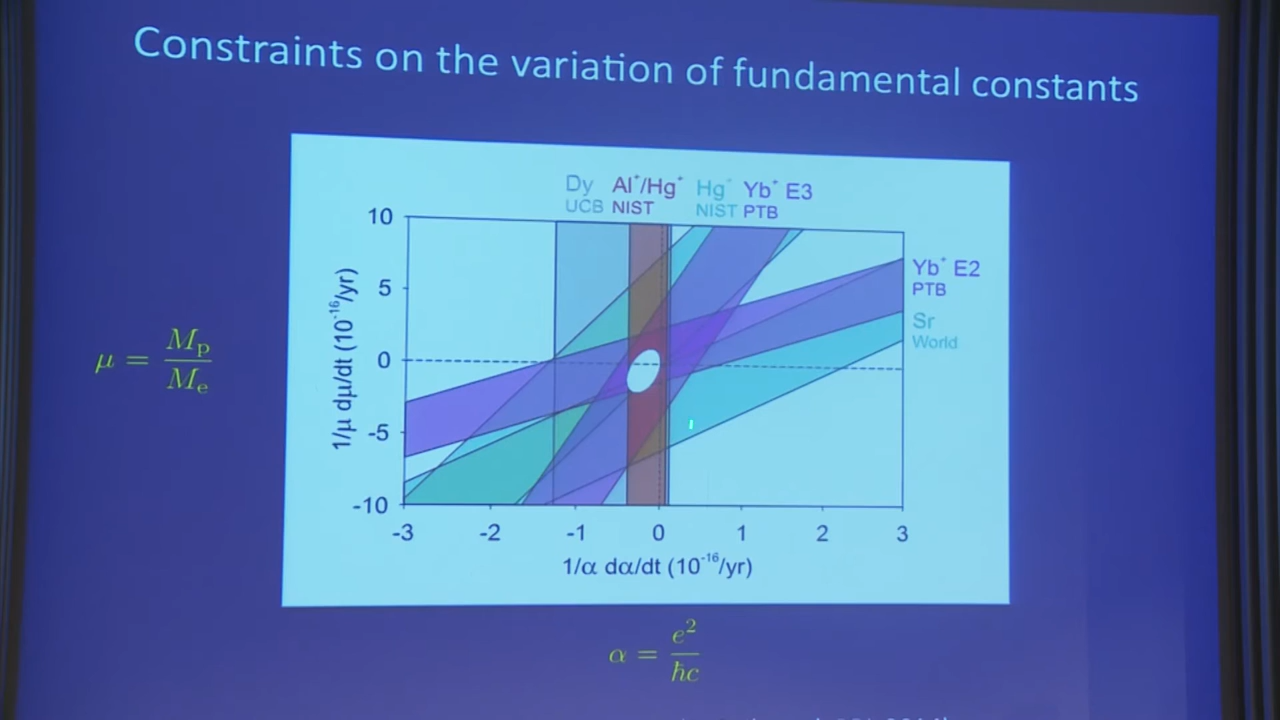 Constraints on the variation of fundamental constants
Dy Al⁺/Hg⁺ Hg⁺ Yb⁺ E3
UCB NIST NIST PTB
10
5
0
-5
-10
1/μ dμ/dt (10⁻¹⁶/yr)
Yb⁺ E2
PTB
Sr
World
-3 -2 -1 0 1 2 3
1/α dα/dt (10⁻¹⁶/yr)
μ = Mp/Me
α = e²/ħc